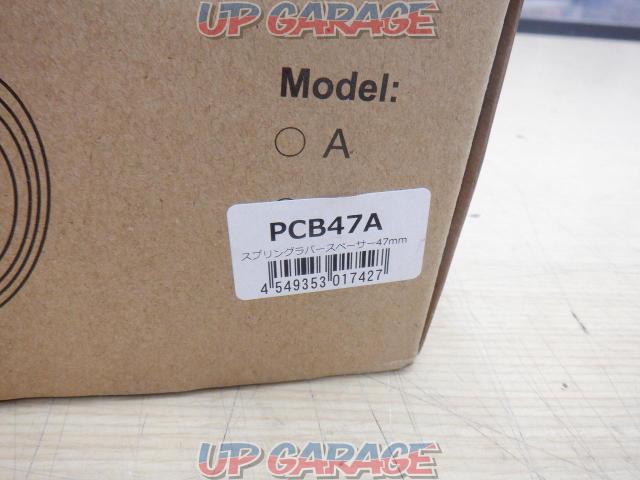 UP GARAGE
Model:
○ A
PCB47A
スプリングラバースペーサー47mm
4 549353 017427
UP GARAGE